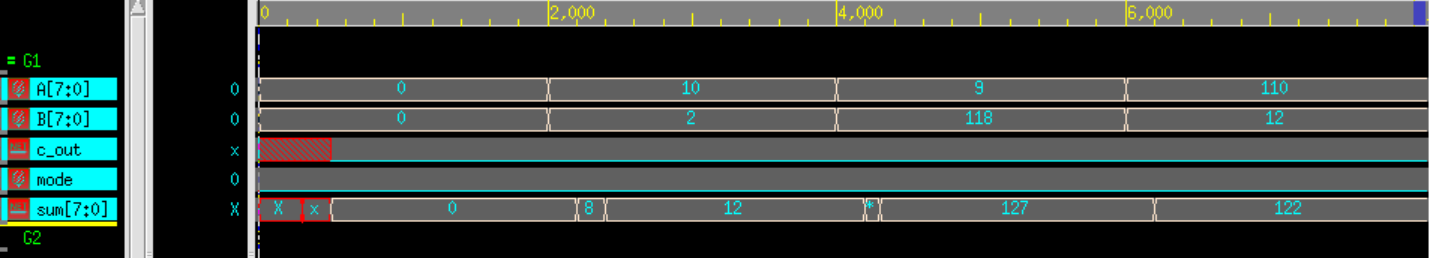 0 2,000 4,000 6,000
= G1
A[7:0] 0 0 10 9 110
B[7:0] 0 0 2 118 12
c_out x
mode 0
sum[7:0] X X x 0 8 12 * 127 122
G2